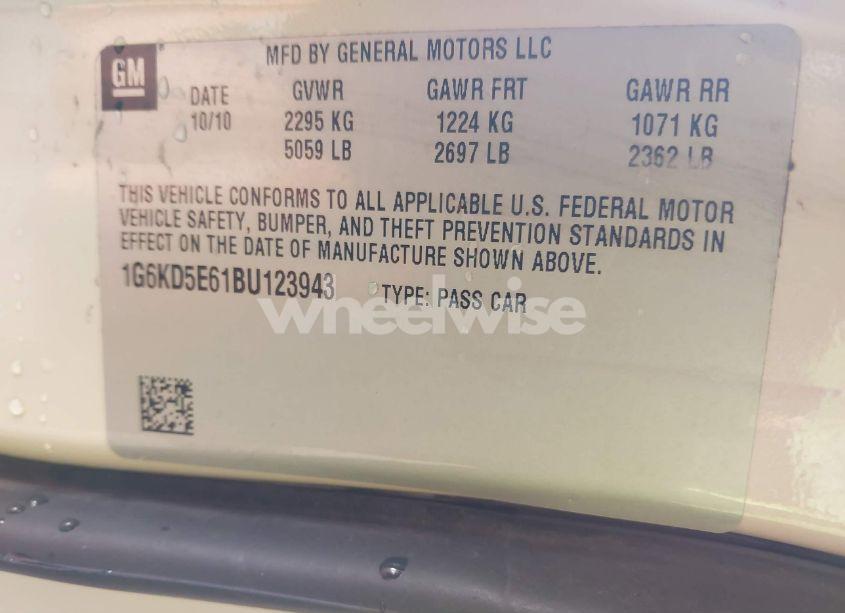 GM
MFD BY GENERAL MOTORS LLC
DATE GVWR GAWR FRT GAWR RR
10/10 2295 KG 1224 KG 1071 KG
5059 LB 2697 LB 2362 LB
THIS VEHICLE CONFORMS TO ALL APPLICABLE U.S. FEDERAL MOTOR
VEHICLE SAFETY, BUMPER, AND THEFT PREVENTION STANDARDS IN
EFFECT ON THE DATE OF MANUFACTURE SHOWN ABOVE.
1G6KD5E61BU123943 TYPE: PASS CAR
wheelwise